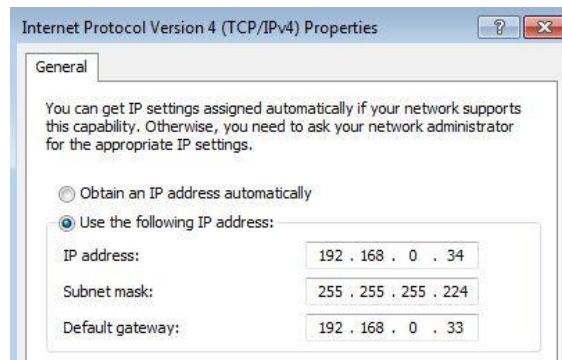 Internet Protocol Version 4 (TCP/IPv4) Properties
General
You can get IP settings assigned automatically if your network supports
this capability. Otherwise, you need to ask your network administrator
for the appropriate IP settings.
Obtain an IP address automatically
Use the following IP address:
IP address: 192 . 168 . 0 . 34
Subnet mask: 255 . 255 . 255 . 224
Default gateway: 192 . 168 . 0 . 33